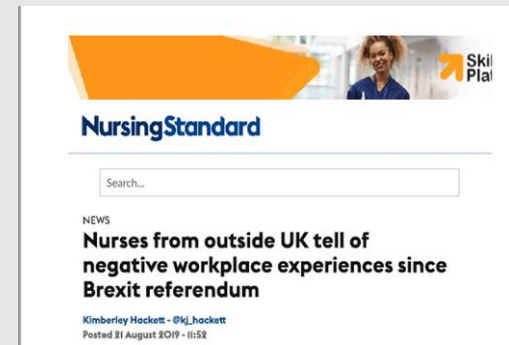 Skil
Pla
NursingStandard
Search...
NEWS
Nurses from outside UK tell of
negative workplace experiences since
Brexit referendum
Kimberley Hackett - @kj_hackett
Posted 21 August 2019 - 11:52